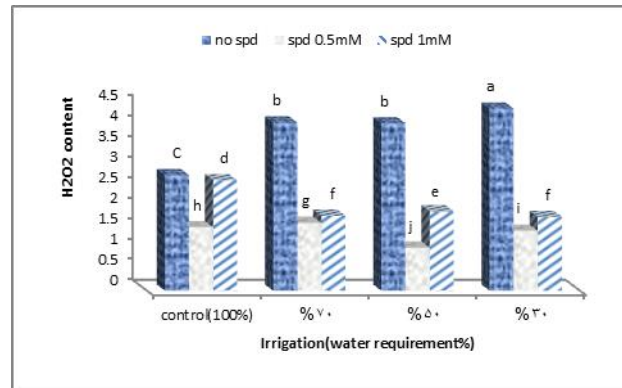 no spd spd 0.5mM spd 1mM
H2O2 content
4.5
4
3.5
3
2.5
2
1.5
1
0.5
0
C h d
b g f
b j e
a i f
control(100%) %۷۰ %۵۰ %۳۰
Irrigation(water requirement%)